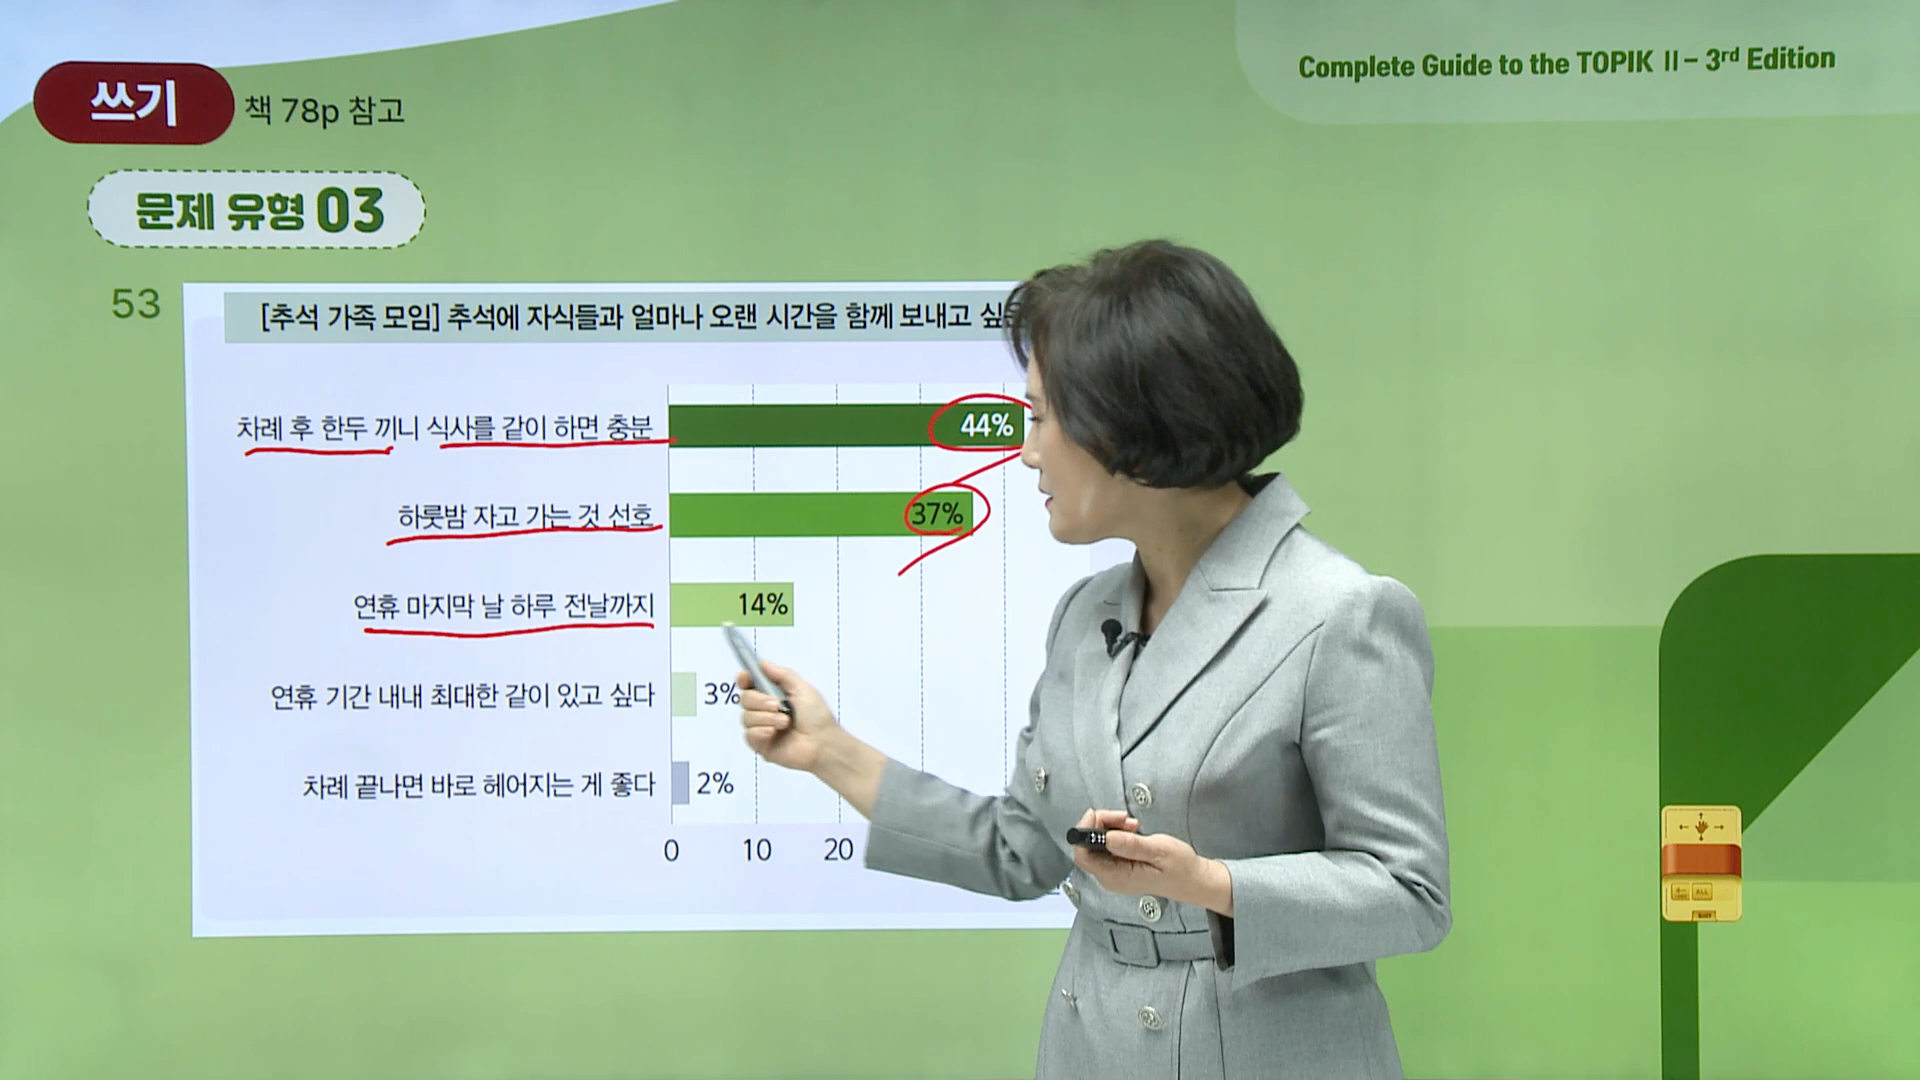 Complete Guide to the TOPIK II – 3rd Edition
쓰기
책 78p 참고
문제 유형 03
53
[추석 가족 모임] 추석에 자식들과 얼마나 오랜 시간을 함께 보내고
차례 후 한두 끼니 식사를 같이 하면 충분 44%
하룻밤 자고 가는 것 선호 37%
연휴 마지막 날 하루 전날까지 14%
연휴 기간 내내 최대한 같이 있고 싶다 3%
차례 끝나면 바로 헤어지는 게 좋다 2%
0 10 20